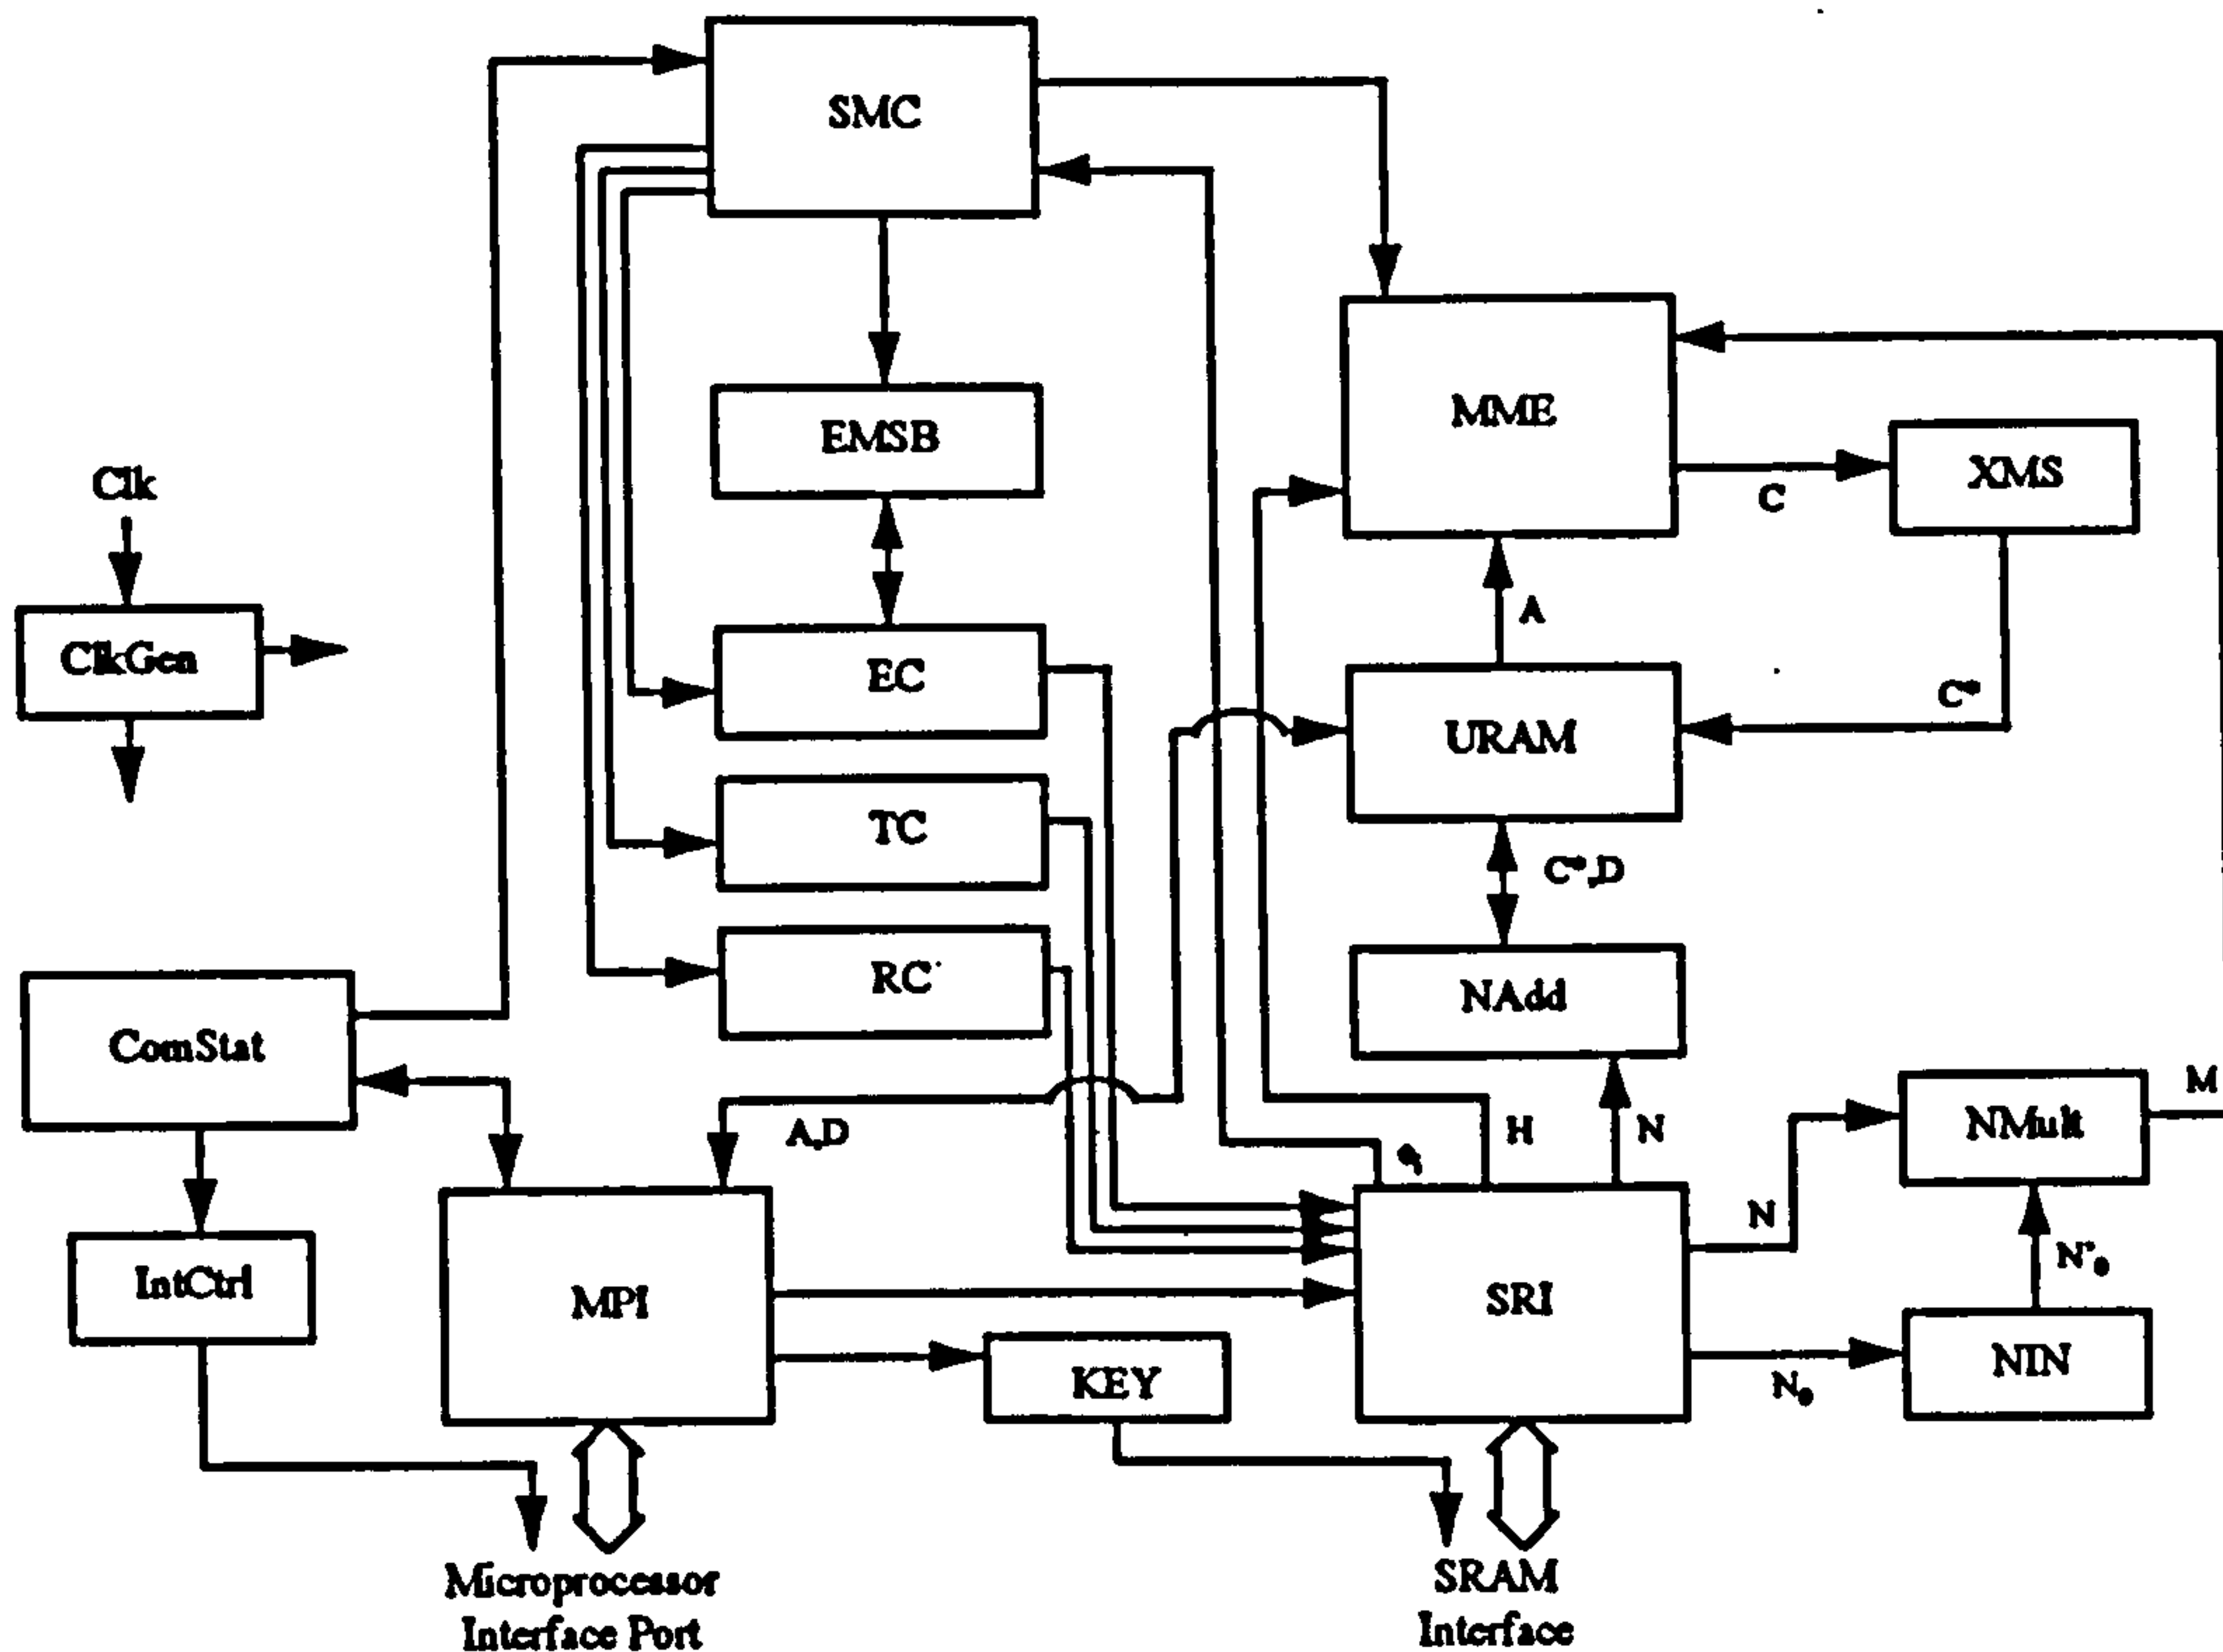 SMC
MME
EMSB
XMS
C
Clk
A
ClkGen
EC
C*
URAM
TC
C*,D
RC
NAdd
ComStat
M
A,D
H
N
NMult
N
N'₀
IntCtrl
MPI
SRI
NIN
KEY
N₀
Microprocessor
Interface Port
SRAM
Interface